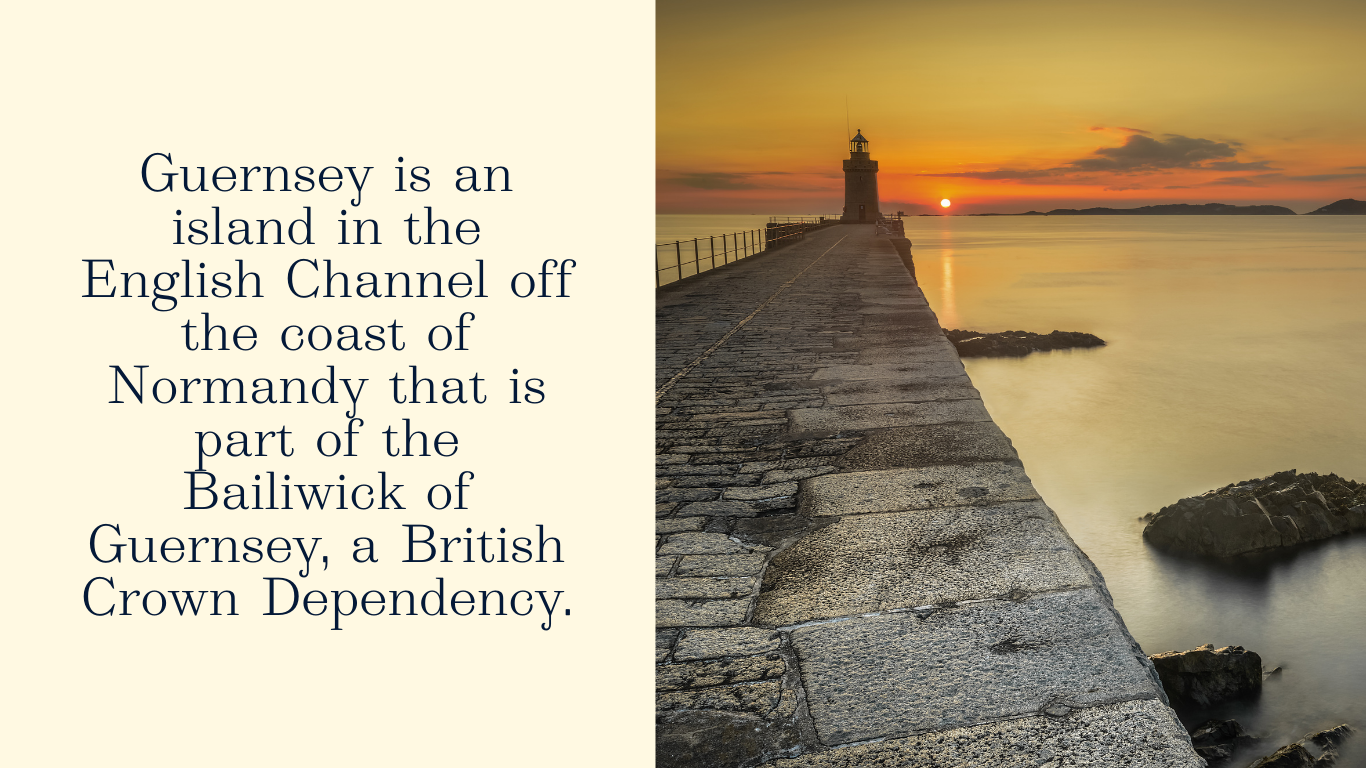 Guernsey is an
island in the
English Channel off
the coast of
Normandy that is
part of the
Bailiwick of
Guernsey, a British
Crown Dependency.